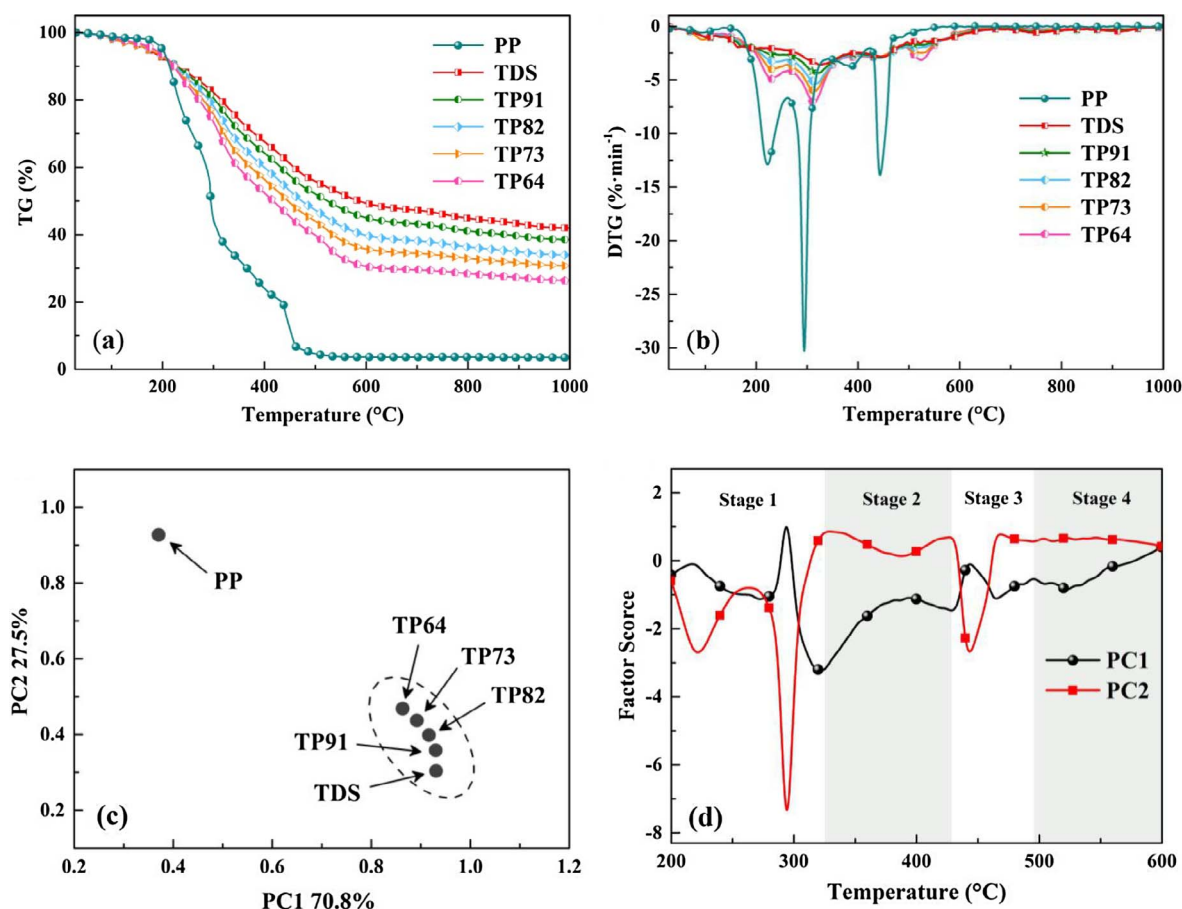 100
80
60
40
20
0
TG (%)
PP
TDS
TP91
TP82
TP73
TP64
(a)
200 400 600 800 1000
Temperature (°C)
0
-5
-10
-15
-20
-25
-30
DTG (%·min⁻¹)
PP
TDS
TP91
TP82
TP73
TP64
(b)
200 400 600 800 1000
Temperature (°C)
1.0
0.8
0.6
0.4
0.2
PC2 27.5%
PP
TP64
TP73
TP82
TP91
TDS
(c)
0.2 0.4 0.6 0.8 1.0 1.2
PC1 70.8%
2
0
-2
-4
-6
-8
Factor Scorce
Stage 1 Stage 2 Stage 3 Stage 4
PC1
PC2
(d)
200 300 400 500 600
Temperature (°C)